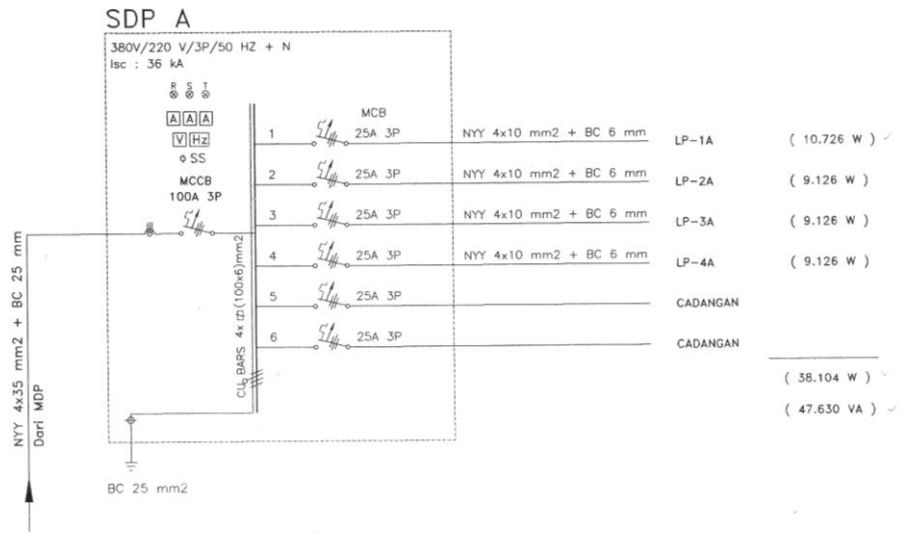 SDP A
380V/220 V/3P/50 HZ + N
Isc : 36 kA
R S T
A A A
V Hz
SS
MCCB
100A 3P
MCB
1 25A 3P NYY 4x10 mm2 + BC 6 mm LP-1A ( 10.726 W )
2 25A 3P NYY 4x10 mm2 + BC 6 mm LP-2A ( 9.126 W )
3 25A 3P NYY 4x10 mm2 + BC 6 mm LP-3A ( 9.126 W )
4 25A 3P NYY 4x10 mm2 + BC 6 mm LP-4A ( 9.126 W )
5 25A 3P CADANGAN
6 25A 3P CADANGAN
( 38.104 W )
( 47.630 VA )
CU BARS 4x (100x6)mm2
NYY 4x35 mm2 + BC 25 mm
Dari MDP
BC 25 mm2